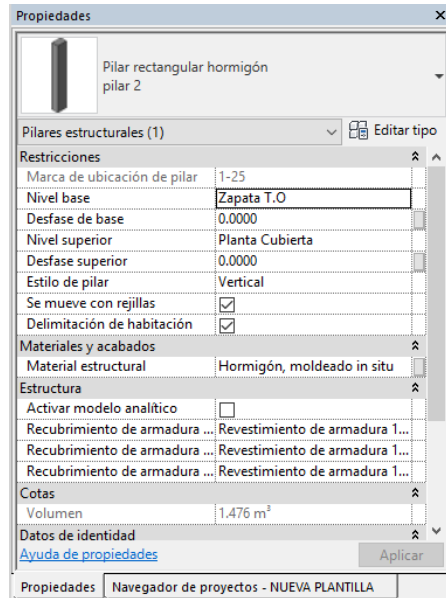 Propiedades
Pilar rectangular hormigón
pilar 2
Pilares estructurales (1) Editar tipo
Restricciones
Marca de ubicación de pilar 1-25
Nivel base Zapata T.O
Desfase de base 0.0000
Nivel superior Planta Cubierta
Desfase superior 0.0000
Estilo de pilar Vertical
Se mueve con rejillas
Delimitación de habitación
Materiales y acabados
Material estructural Hormigón, moldeado in situ
Estructura
Activar modelo analítico
Recubrimiento de armadura ... Revestimiento de armadura 1...
Recubrimiento de armadura ... Revestimiento de armadura 1...
Recubrimiento de armadura ... Revestimiento de armadura 1...
Cotas
Volumen 1.476 m³
Datos de identidad
Ayuda de propiedades Aplicar
Propiedades Navegador de proyectos - NUEVA PLANTILLA